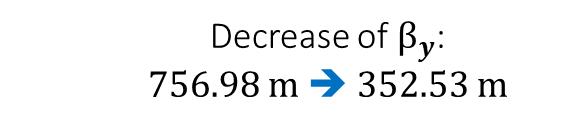 Decrease of βy:
756.98 m ➔ 352.53 m